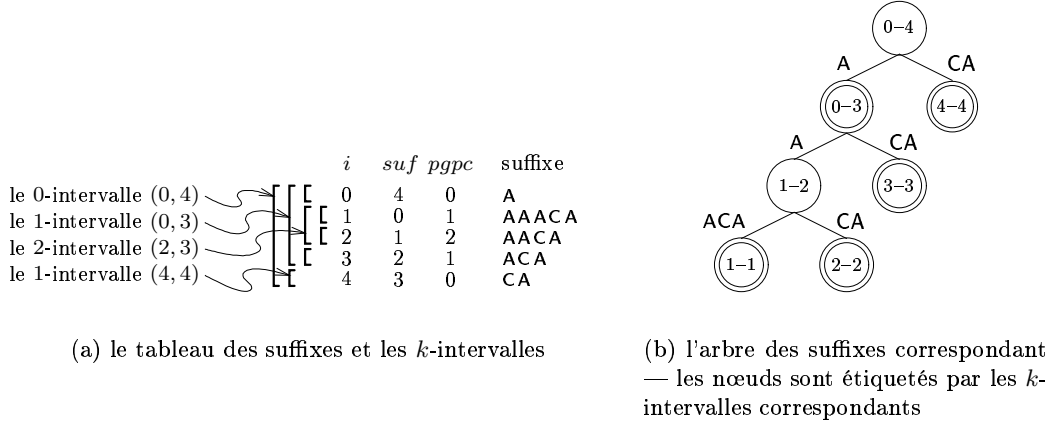 i suf pgpc suffixe
le 0-intervalle (0, 4)
le 1-intervalle (0, 3)
le 2-intervalle (2, 3)
le 1-intervalle (4, 4)
0 4 0 A
1 0 1 AAACA
2 1 2 AACA
3 2 1 ACA
4 3 0 CA
(a) le tableau des suffixes et les k-intervalles
0–4
A CA
0–3 4–4
A CA
1–2 3–3
ACA CA
1–1 2–2
(b) l'arbre des suffixes correspondant
— les nœuds sont étiquetés par les k-
intervalles correspondants